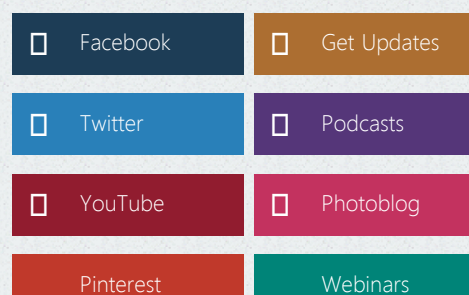 Facebook
Get Updates
Twitter
Podcasts
YouTube
Photoblog
Pinterest
Webinars